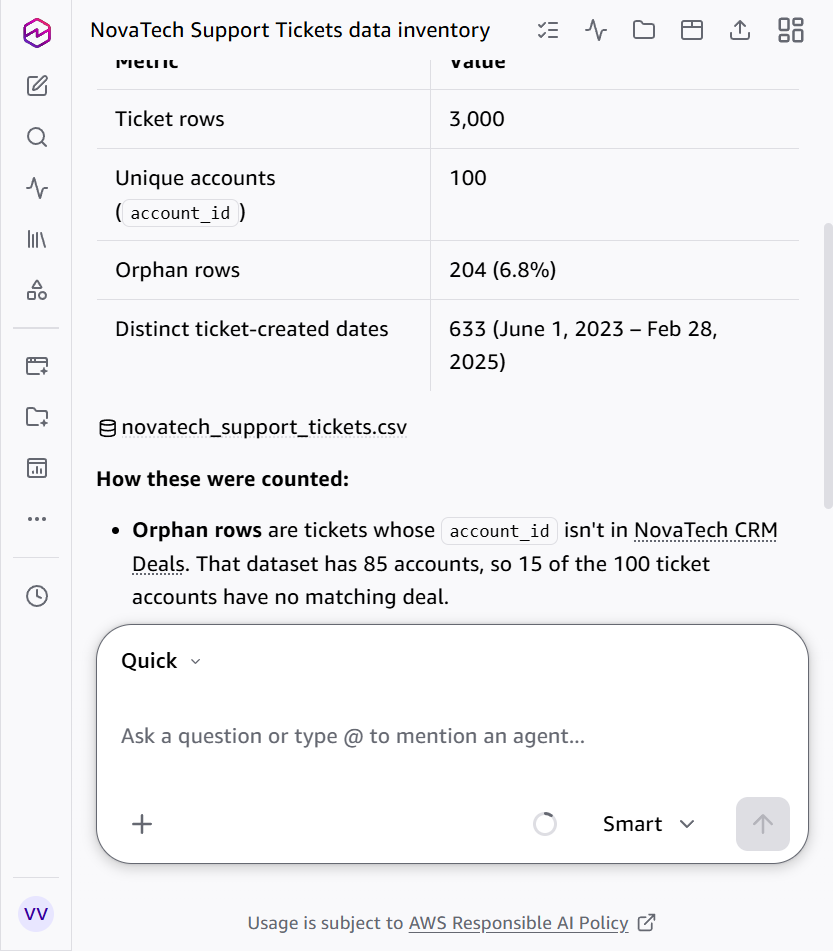 NovaTech Support Tickets data inventory
Metric Value
Ticket rows 3,000
Unique accounts 100
(account_id)
Orphan rows 204 (6.8%)
Distinct ticket-created dates 633 (June 1, 2023 – Feb 28,
2025)
novatech_support_tickets.csv
How these were counted:
• Orphan rows are tickets whose account_id isn't in NovaTech CRM
Deals. That dataset has 85 accounts, so 15 of the 100 ticket
accounts have no matching deal.
Quick
Ask a question or type @ to mention an agent...
Smart
VV
Usage is subject to AWS Responsible AI Policy